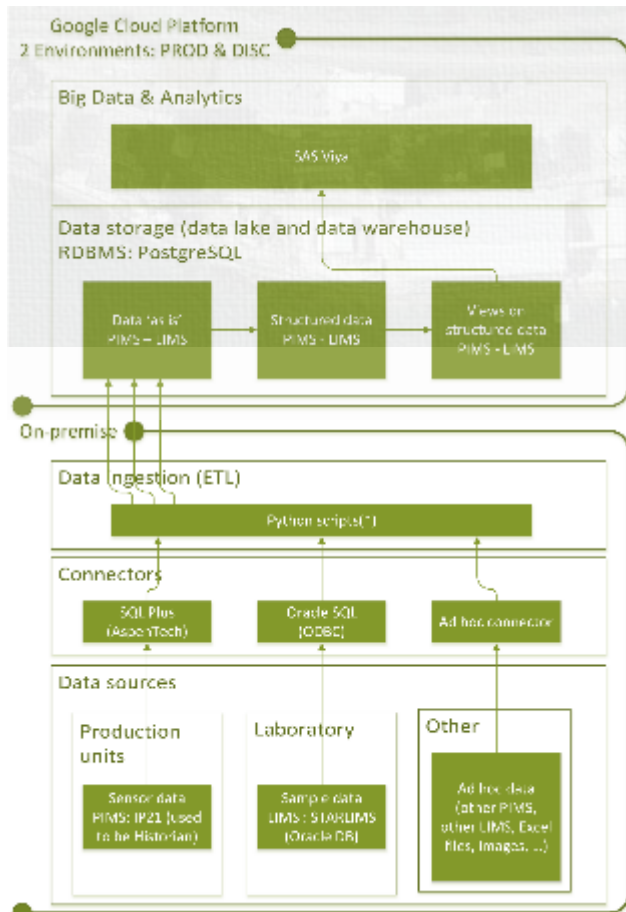 Google Cloud Platform
2 Environments: PROD & DISC
Big Data & Analytics
SAS Viya
Data storage (data lake and data warehouse)
RDBMS: PostgreSQL
Data 'as is'
PIMS – LIMS
Structured data
PIMS - LIMS
Views on
structured data
PIMS - LIMS
On-premise
Data Ingestion (ETL)
Python scripts(*)
Connectors
SQL Plus
(AspenTech)
Oracle SQL
(ODBC)
Ad hoc connector
Data sources
Production
units
Laboratory
Other
Sensor data
PIMS: IP21 (used
to be Historian)
Sample data
LIMS : STARLIMS
(Oracle DB)
Ad hoc data
(other PIMS,
other LIMS, Excel
files, Images, ...)